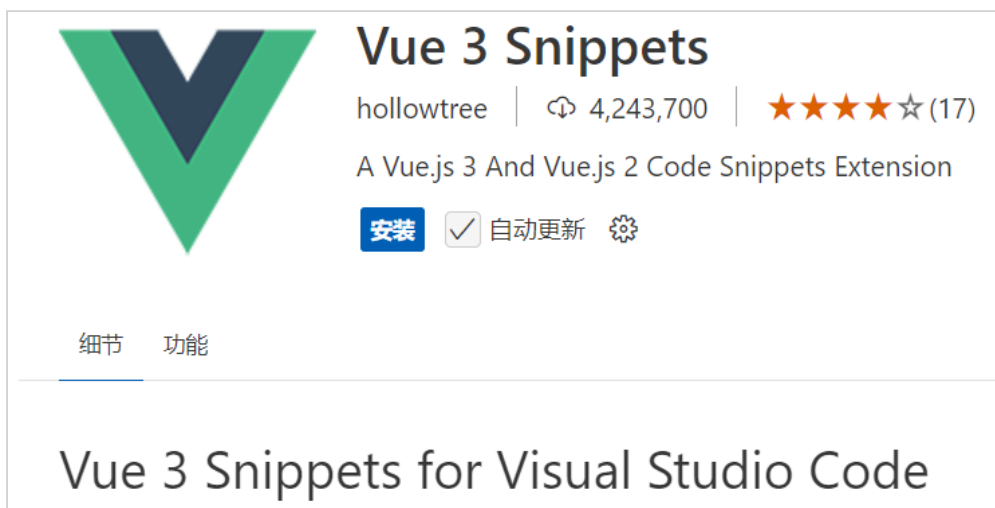 Vue 3 Snippets
hollowtree 4,243,700 (17)
A Vue.js 3 And Vue.js 2 Code Snippets Extension
安装 自动更新
细节 功能
Vue 3 Snippets for Visual Studio Code